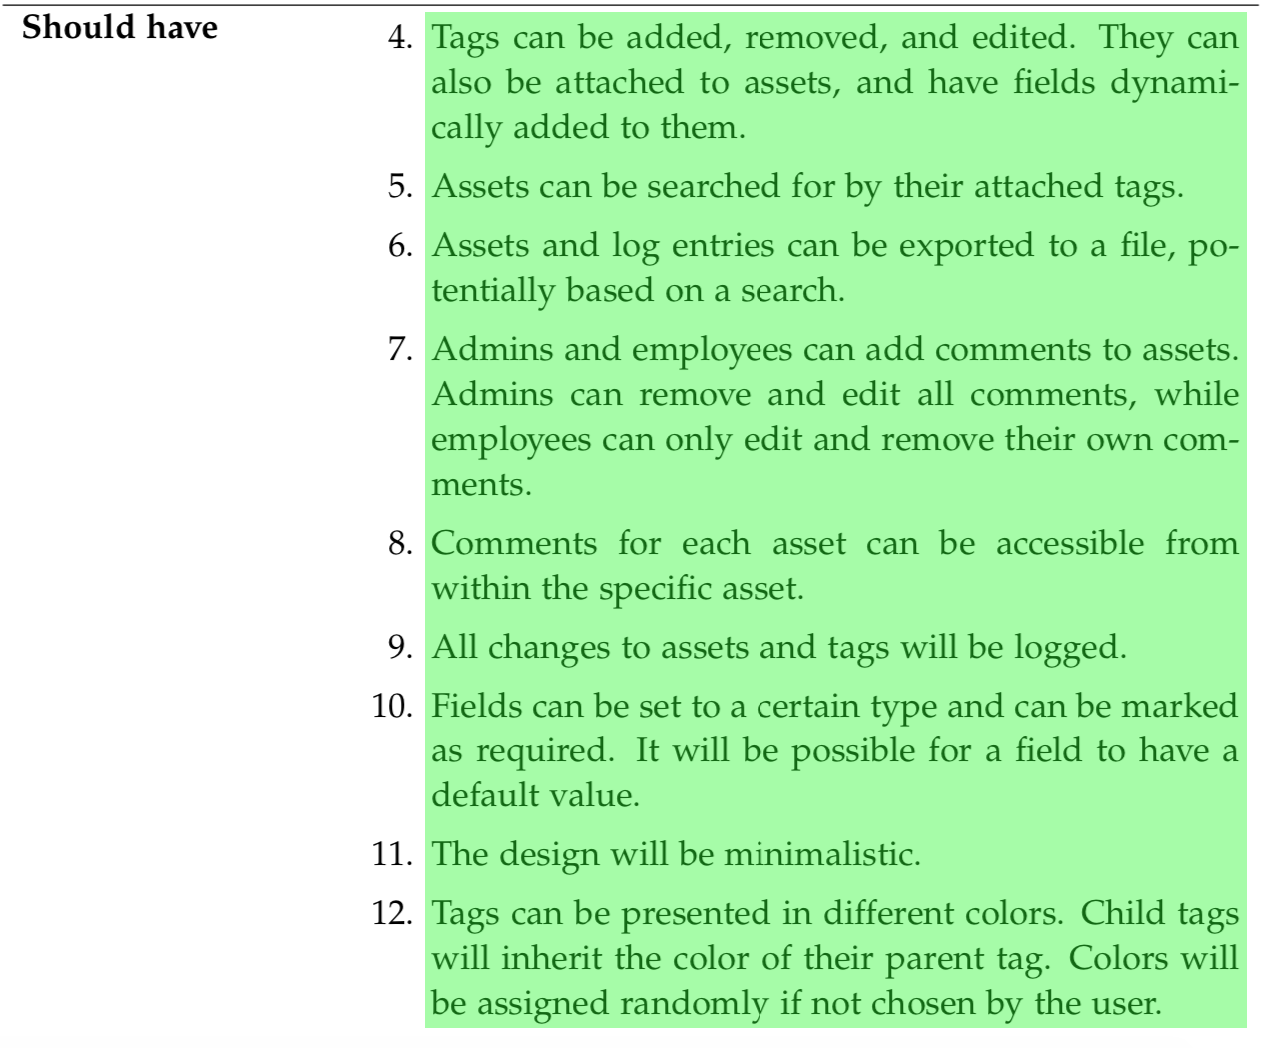 Should have
4. Tags can be added, removed, and edited. They can
also be attached to assets, and have fields dynami-
cally added to them.
5. Assets can be searched for by their attached tags.
6. Assets and log entries can be exported to a file, po-
tentially based on a search.
7. Admins and employees can add comments to assets.
Admins can remove and edit all comments, while
employees can only edit and remove their own com-
ments.
8. Comments for each asset can be accessible from
within the specific asset.
9. All changes to assets and tags will be logged.
10. Fields can be set to a certain type and can be marked
as required. It will be possible for a field to have a
default value.
11. The design will be minimalistic.
12. Tags can be presented in different colors. Child tags
will inherit the color of their parent tag. Colors will
be assigned randomly if not chosen by the user.